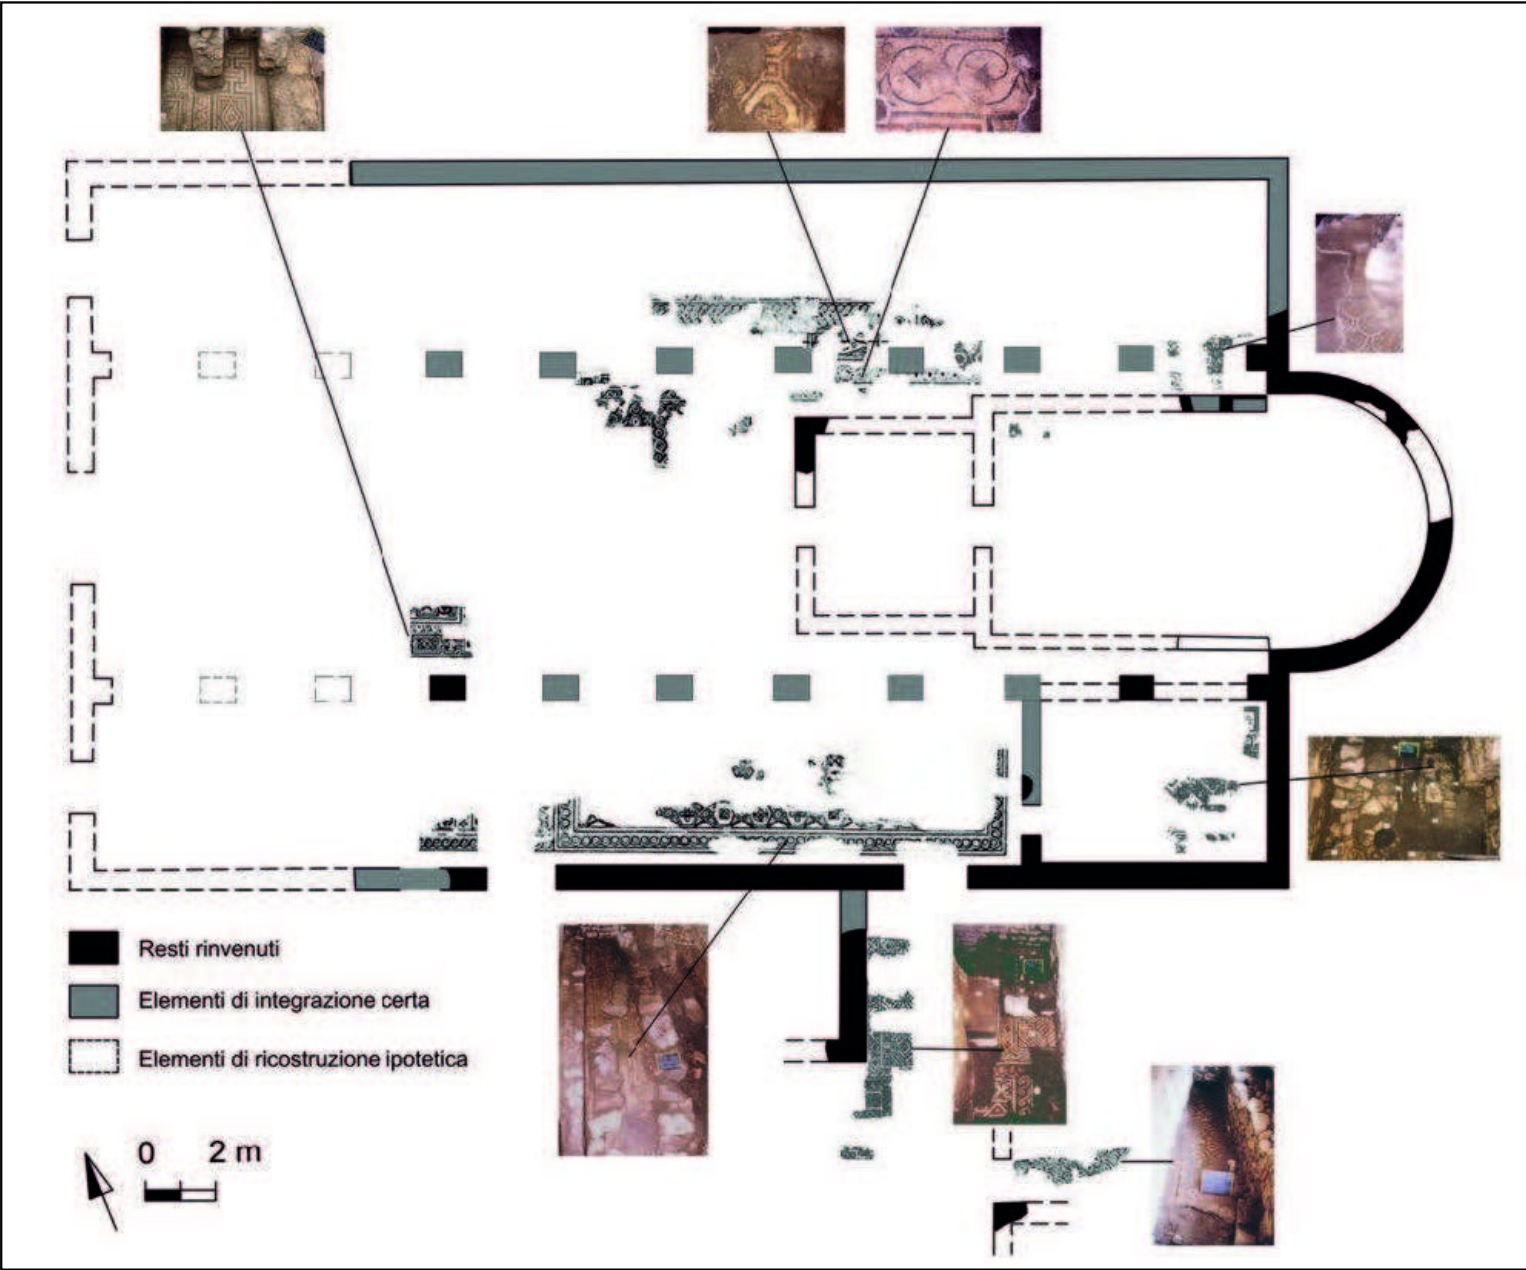 Resti rinvenuti
Elementi di integrazione certa
Elementi di ricostruzione ipotetica
0 2 m